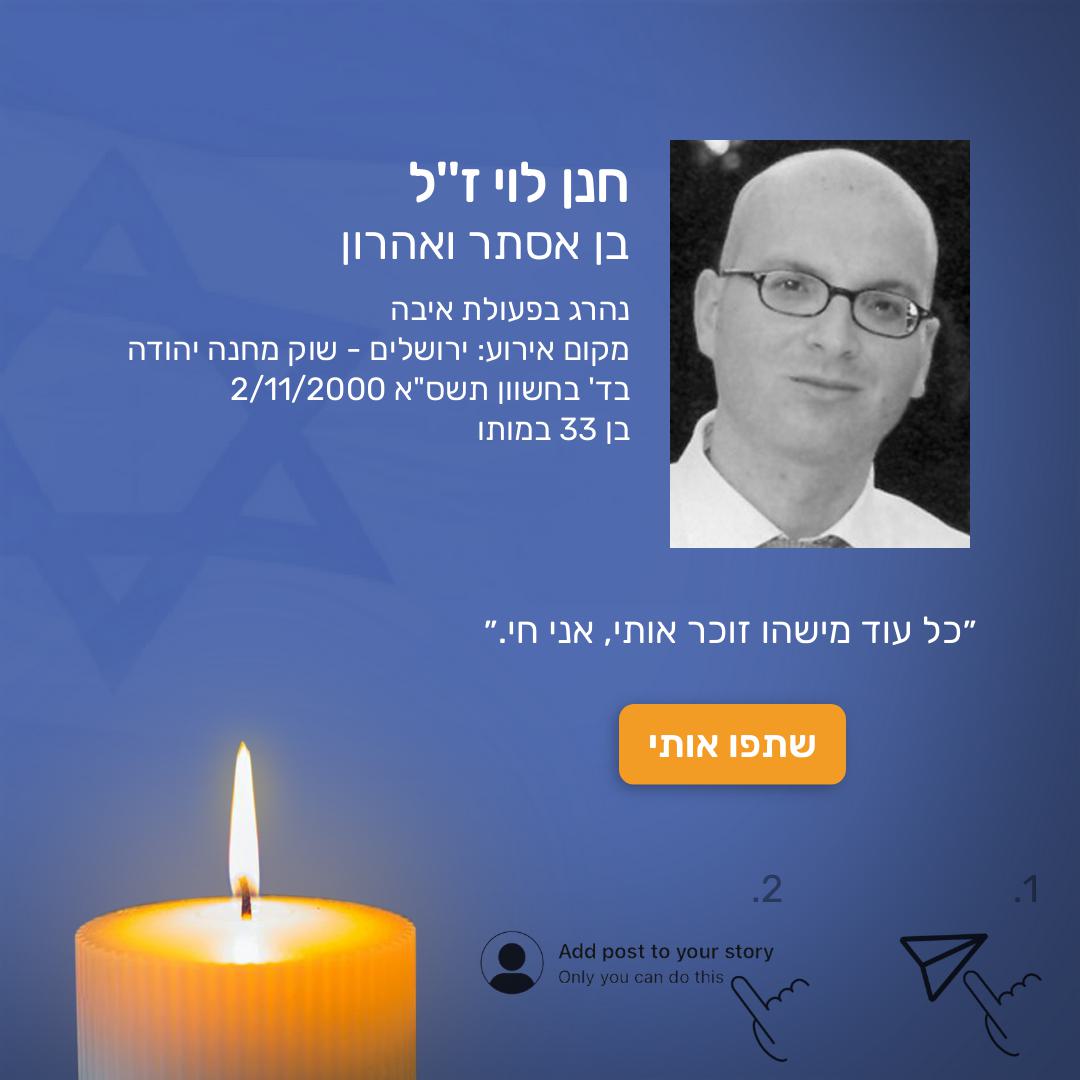 חנן לוי ז"ל
בן אסתר ואהרון
נהרג בפעולת איבה
מקום אירוע: ירושלים - שוק מחנה יהודה
בד' בחשוון תשס"א 2/11/2000
בן 33 במותו
״כל עוד מישהו זוכר אותי, אני חי.״
שתפו אותי
1.
2.
Add post to your story
Only you can do this